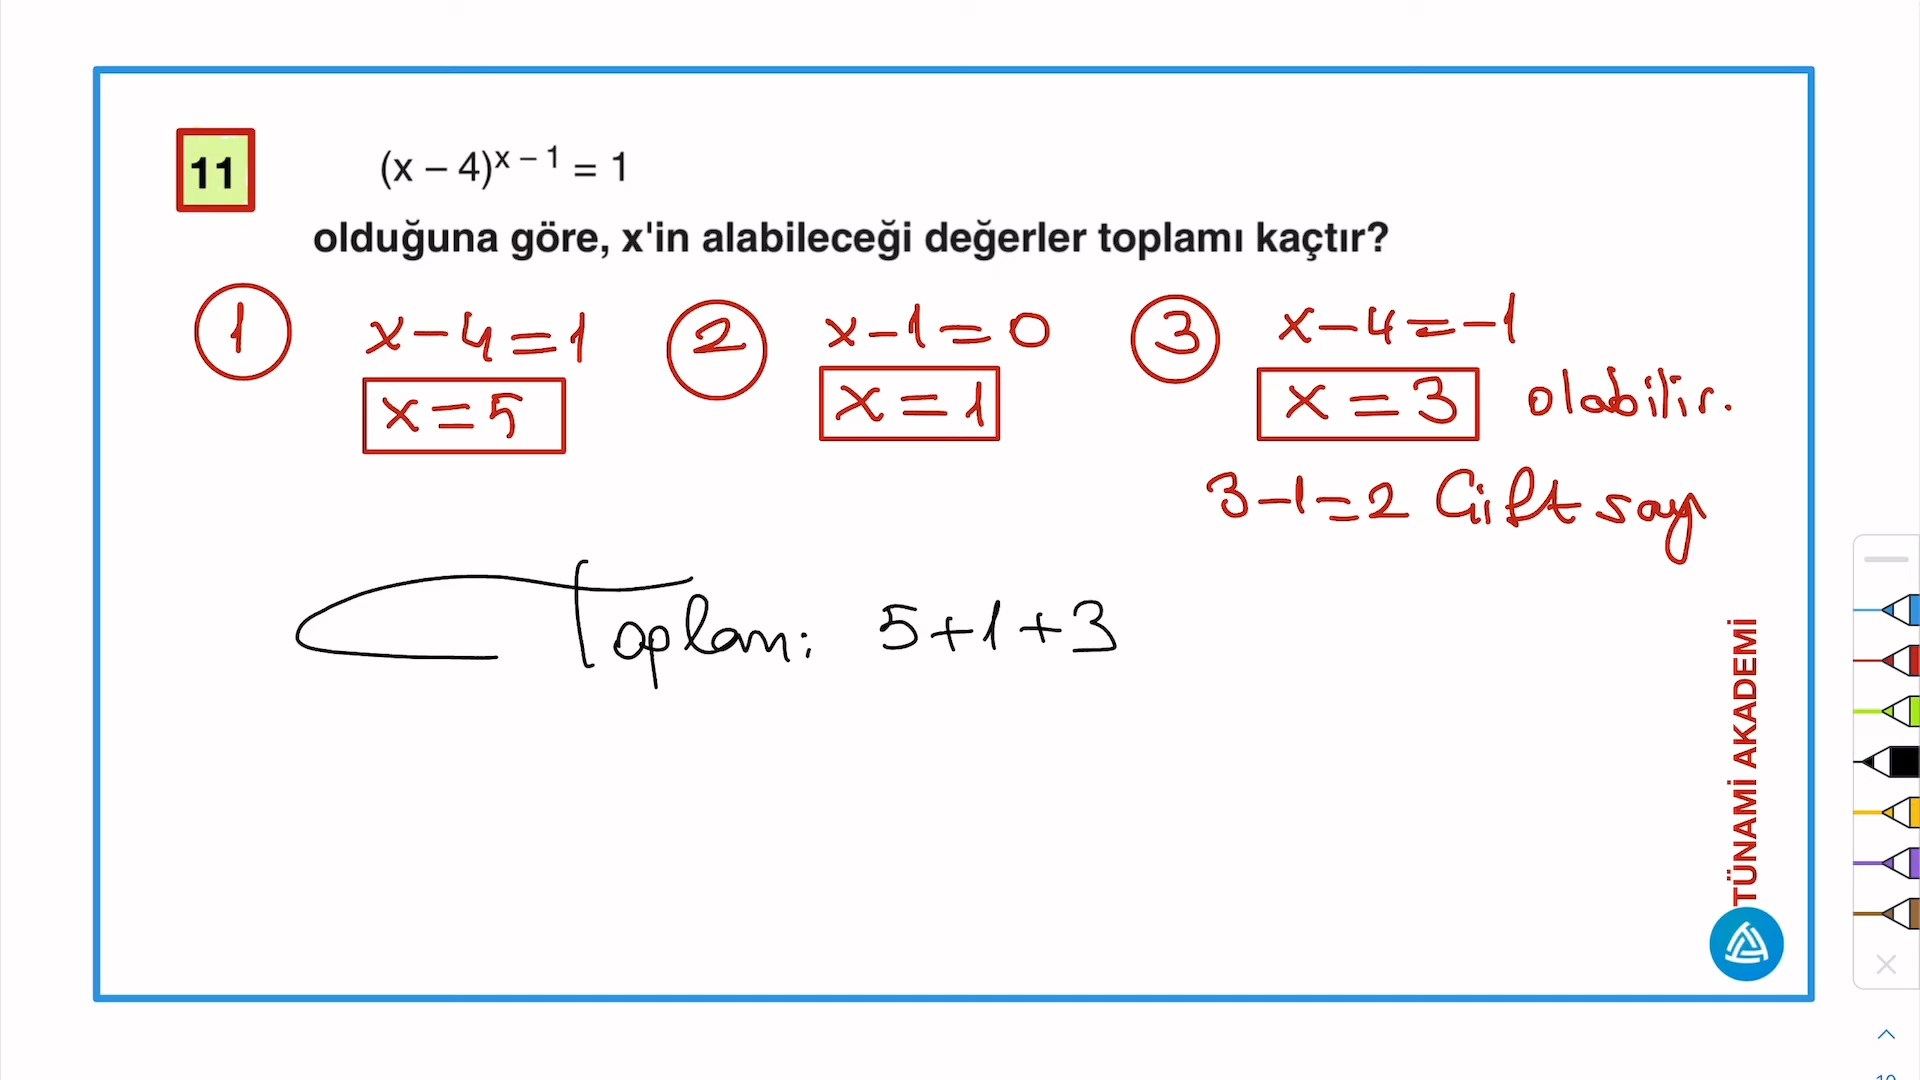 11
(x – 4)^x – 1 = 1
olduğuna göre, x'in alabileceği değerler toplamı kaçtır?
1 x-4=1
x=5
2 x-1=0
x=1
3 x-4=-1
x=3 olabilir.
3-1=2 Çift sayı
Toplam: 5+1+3
TÜNAMİ AKADEMİ